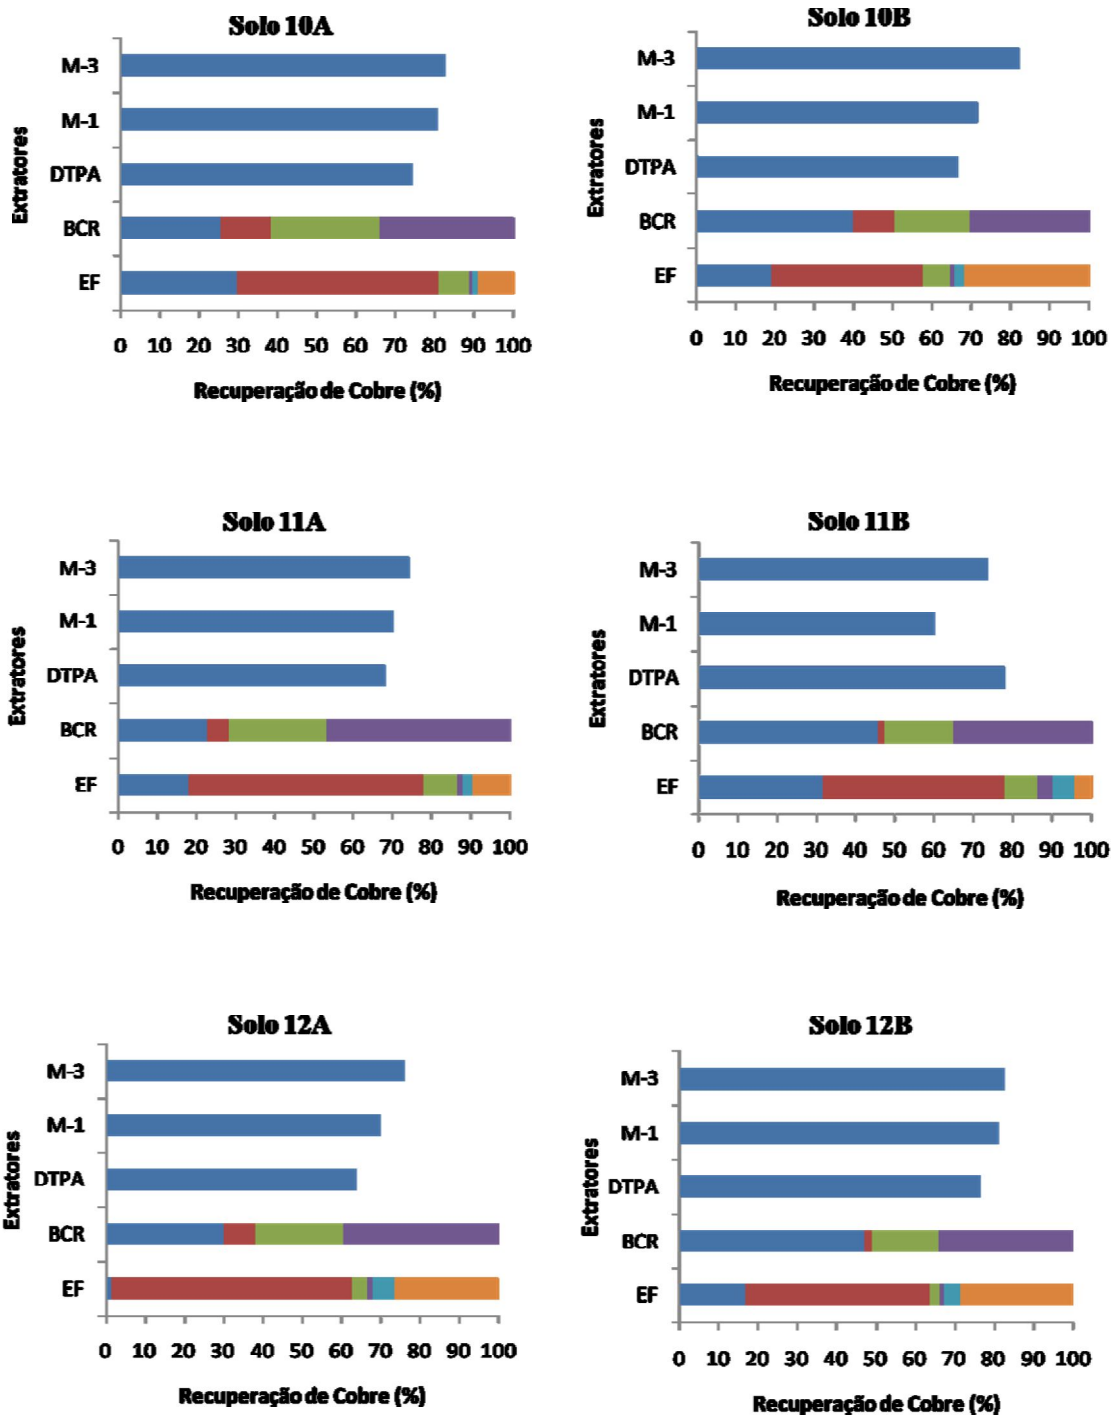 Solo 10A
Extratores
M-3
M-1
DTPA
BCR
EF
0 10 20 30 40 50 60 70 80 90 100
Recuperação de Cobre (%)
Solo 10B
Extratores
M-3
M-1
DTPA
BCR
EF
0 10 20 30 40 50 60 70 80 90 100
Recuperação de Cobre (%)
Solo 11A
Extratores
M-3
M-1
DTPA
BCR
EF
0 10 20 30 40 50 60 70 80 90 100
Recuperação de Cobre (%)
Solo 11B
Extratores
M-3
M-1
DTPA
BCR
EF
0 10 20 30 40 50 60 70 80 90 100
Recuperação de Cobre (%)
Solo 12A
Extratores
M-3
M-1
DTPA
BCR
EF
0 10 20 30 40 50 60 70 80 90 100
Recuperação de Cobre (%)
Solo 12B
Extratores
M-3
M-1
DTPA
BCR
EF
0 10 20 30 40 50 60 70 80 90 100
Recuperação de Cobre (%)